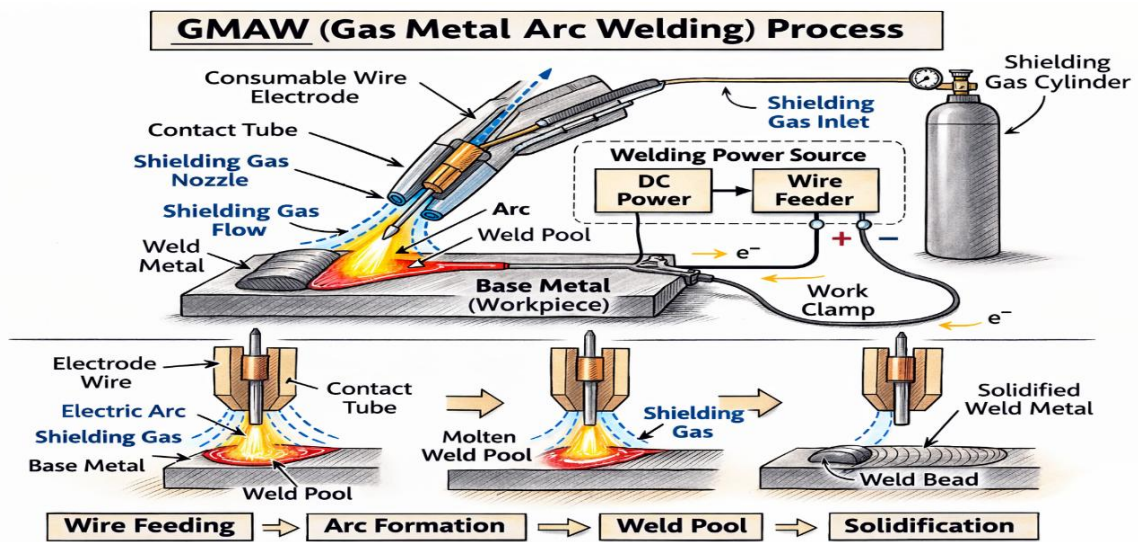 GMAW (Gas Metal Arc Welding) Process
Consumable Wire
Electrode
Contact Tube
Shielding Gas
Nozzle
Shielding Gas
Flow
Weld
Metal
Arc
Weld Pool
Base Metal
(Workpiece)
Shielding
Gas Inlet
Shielding
Gas Cylinder
Welding Power Source
DC
Power
Wire
Feeder
+ −
e⁻
Work
Clamp
e⁻
Electrode
Wire
Electric Arc
Shielding Gas
Base Metal
Weld Pool
Contact
Tube
Molten
Weld Pool
Shielding
Gas
Solidified
Weld Metal
Weld Bead
Wire Feeding
Arc Formation
Weld Pool
Solidification